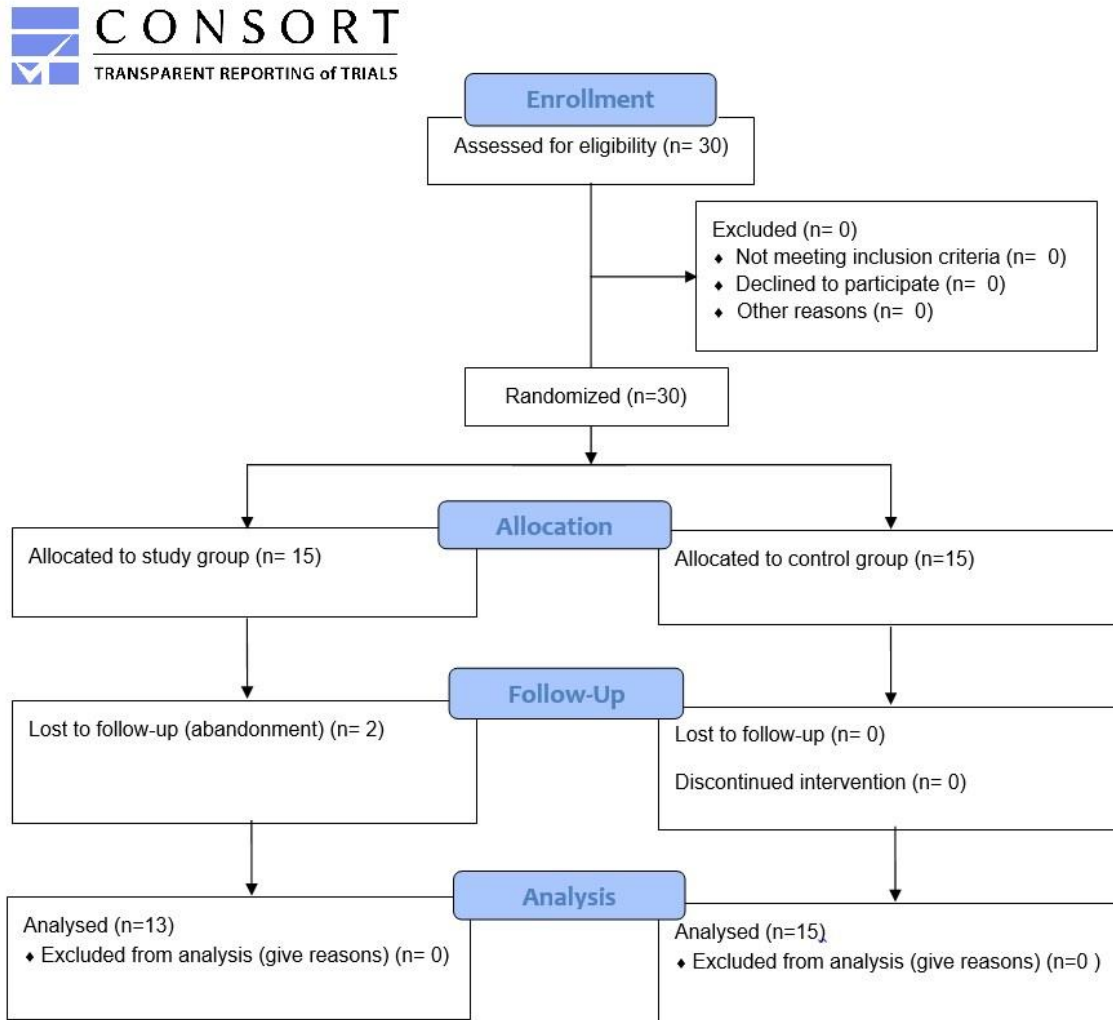 CONSORT
TRANSPARENT REPORTING of TRIALS
Enrollment
Assessed for eligibility (n= 30)
Excluded (n= 0)
♦ Not meeting inclusion criteria (n=  0)
♦ Declined to participate (n=  0)
♦ Other reasons (n=  0)
Randomized (n=30)
Allocation
Allocated to study group (n= 15)
Allocated to control group (n=15)
Follow-Up
Lost to follow-up (abandonment) (n= 2)
Lost to follow-up (n= 0)
Discontinued intervention (n= 0)
Analysis
Analysed (n=13)
♦ Excluded from analysis (give reasons) (n= 0)
Analysed (n=15)
♦ Excluded from analysis (give reasons) (n=0 )